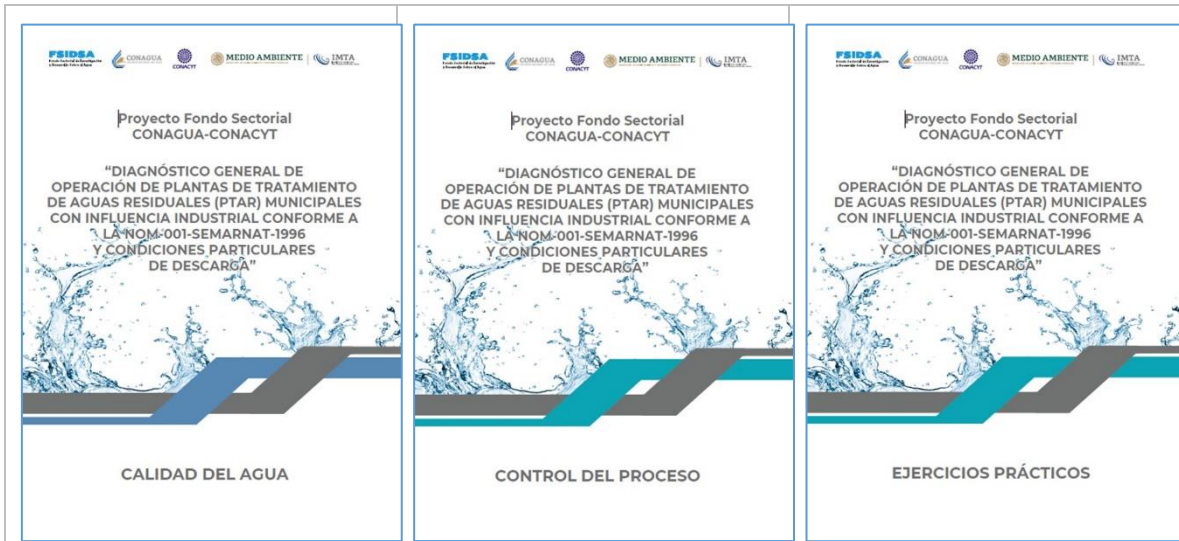 FSIDSA
CONAGUA
CONACYT
MEDIO AMBIENTE
IMTA
Proyecto Fondo Sectorial
CONAGUA-CONACYT
“DIAGNÓSTICO GENERAL DE
OPERACIÓN DE PLANTAS DE TRATAMIENTO
DE AGUAS RESIDUALES (PTAR) MUNICIPALES
CON INFLUENCIA INDUSTRIAL CONFORME A
LA NOM-001-SEMARNAT-1996
Y CONDICIONES PARTICULARES
DE DESCARGA”
CALIDAD DEL AGUA
FSIDSA
CONAGUA
CONACYT
MEDIO AMBIENTE
IMTA
Proyecto Fondo Sectorial
CONAGUA-CONACYT
“DIAGNÓSTICO GENERAL DE
OPERACIÓN DE PLANTAS DE TRATAMIENTO
DE AGUAS RESIDUALES (PTAR) MUNICIPALES
CON INFLUENCIA INDUSTRIAL CONFORME A
LA NOM-001-SEMARNAT-1996
Y CONDICIONES PARTICULARES
DE DESCARGA”
CONTROL DEL PROCESO
FSIDSA
CONAGUA
CONACYT
MEDIO AMBIENTE
IMTA
Proyecto Fondo Sectorial
CONAGUA-CONACYT
“DIAGNÓSTICO GENERAL DE
OPERACIÓN DE PLANTAS DE TRATAMIENTO
DE AGUAS RESIDUALES (PTAR) MUNICIPALES
CON INFLUENCIA INDUSTRIAL CONFORME A
LA NOM-001-SEMARNAT-1996
Y CONDICIONES PARTICULARES
DE DESCARGA”
EJERCICIOS PRÁCTICOS